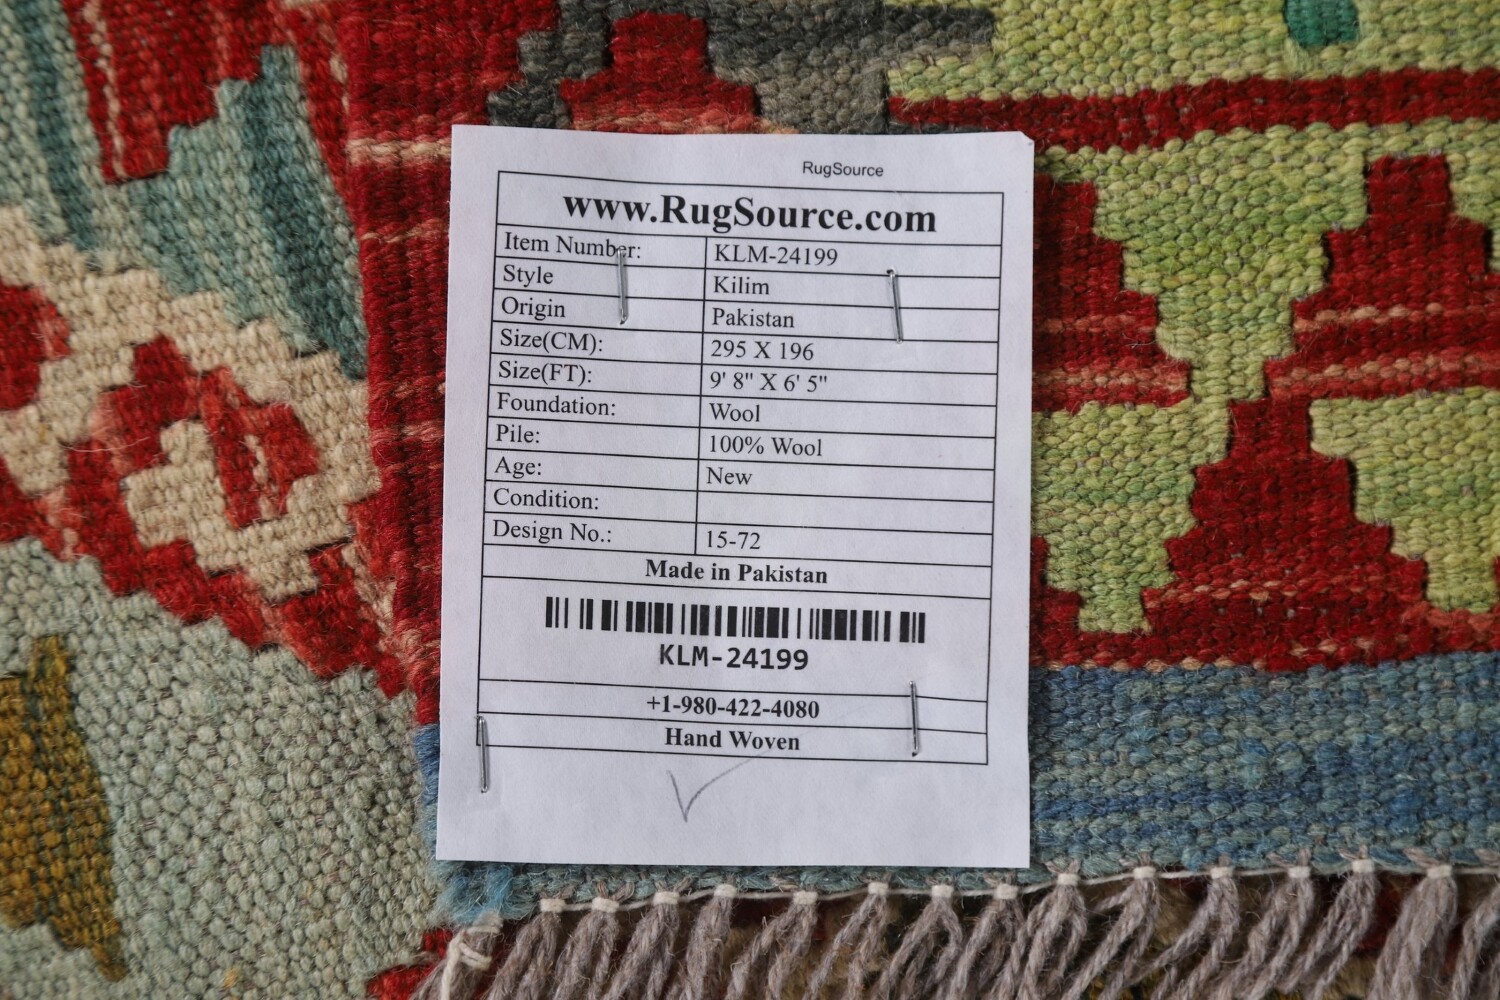 RugSource
www.RugSource.com
Item Number: KLM-24199
Style Kilim
Origin Pakistan
Size(CM): 295 X 196
Size(FT): 9' 8" X 6' 5"
Foundation: Wool
Pile: 100% Wool
Age: New
Condition:
Design No.: 15-72
Made in Pakistan
KLM-24199
+1-980-422-4080
Hand Woven